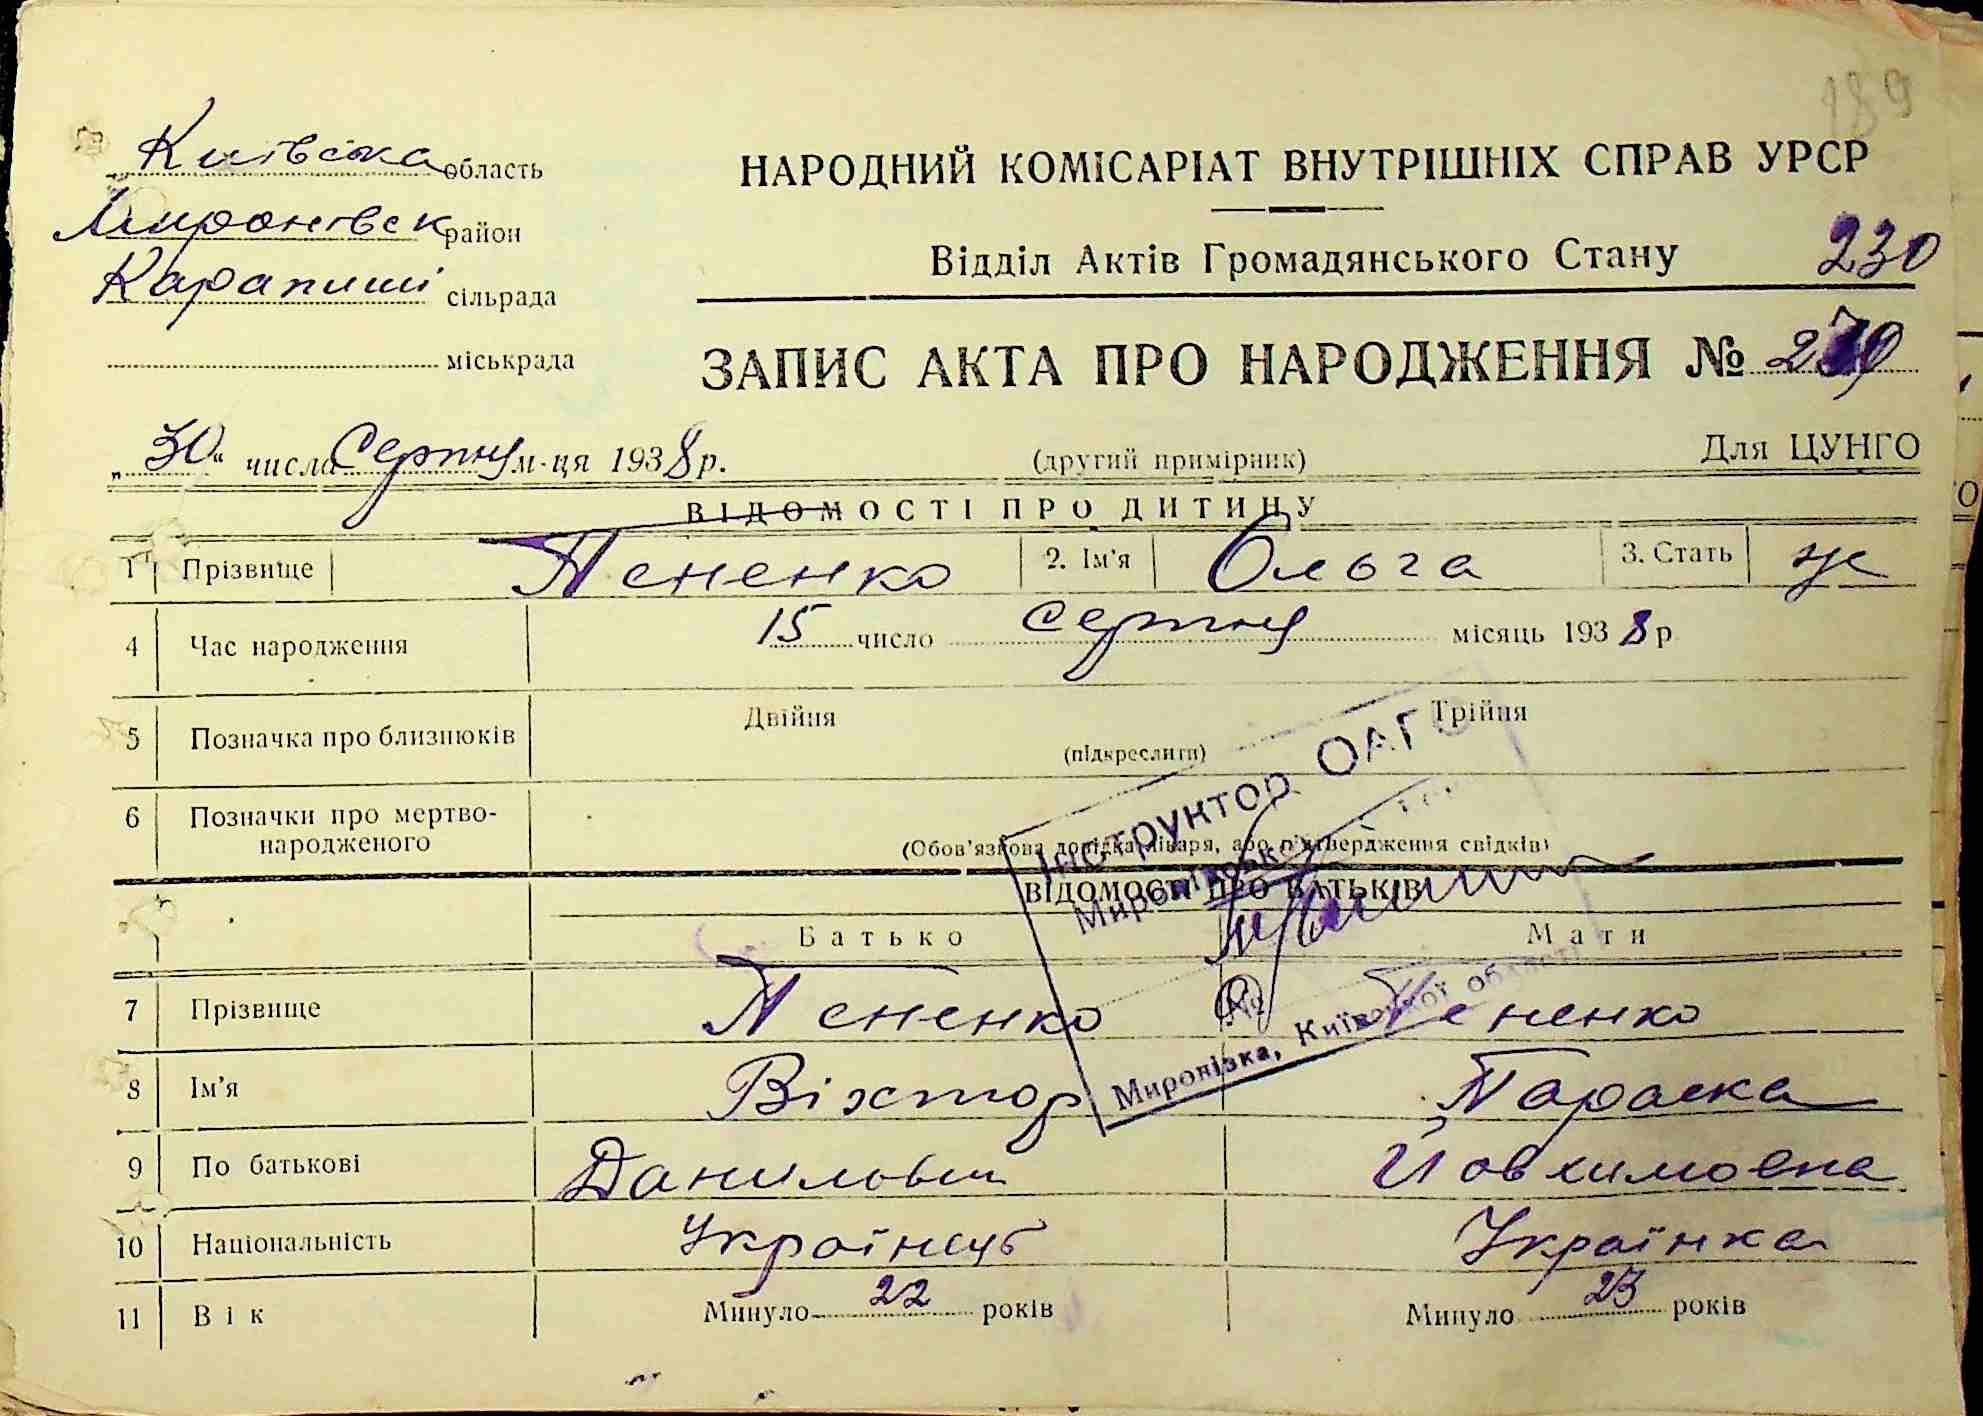 189
Київська область
Миронівськ район
Карапиші сільрада
міськрада
НАРОДНИЙ КОМІСАРІАТ ВНУТРІШНІХ СПРАВ УРСР
Відділ Актів Громадянського Стану
230
ЗАПИС АКТА ПРО НАРОДЖЕННЯ №
„30“ числа Серпня м-ця 1938 р. (другий примірник) Для ЦУНГО
ВІДОМОСТІ ПРО ДИТИНУ
1 Прізвище Пененко 2. Ім'я Ольга 3. Стать ж
4 Час народження 15 число серпня місяць 1938 р
5 Позначка про близнюків Двійня (підкреслити) Трійня
6 Позначки про мертво-
народженого (Обов'язкова довідка лікаря, або п'ятвердження свідків)
ВІДОМОСТІ ПРО БАТЬКІВ
Батько Мати
7 Прізвище Пененко Пененко
8 Ім'я Віктор Параска
9 По батькові Данилович Йовхимовна
10 Національність Українець Українка
11 Вік Минуло 22 років Минуло 23 років
Інструктор ОАГС
Миронівка, Київської області